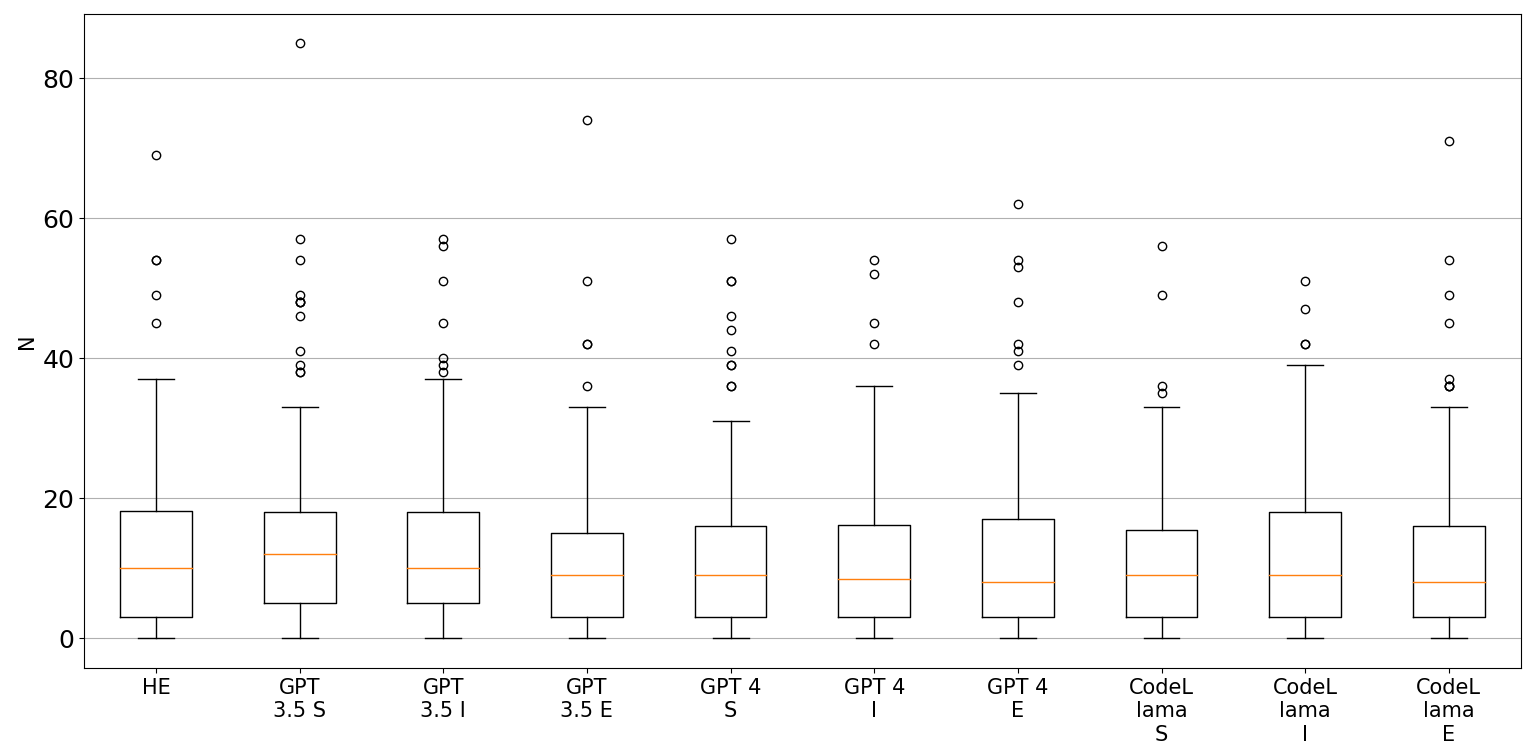 N
80
60
40
20
0
HE
GPT
3.5 S
GPT
3.5 I
GPT
3.5 E
GPT 4
S
GPT 4
I
GPT 4
E
CodeL
lama
S
CodeL
lama
I
CodeL
lama
E